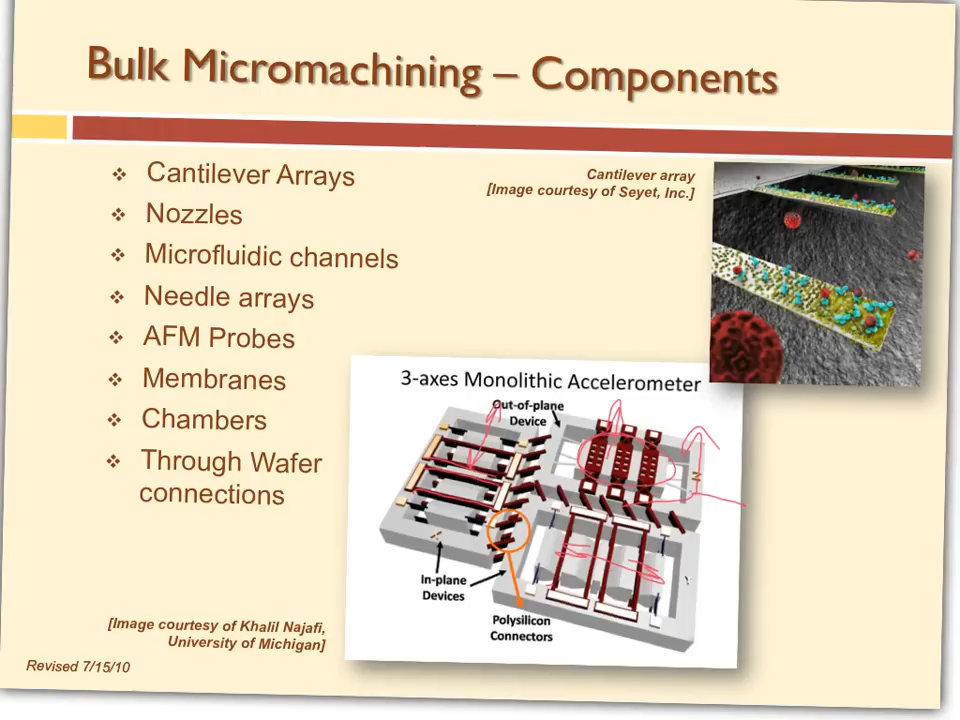 Bulk Micromachining – Components
❖ Cantilever Arrays
❖ Nozzles
❖ Microfluidic channels
❖ Needle arrays
❖ AFM Probes
❖ Membranes
❖ Chambers
❖ Through Wafer
connections
Cantilever array
[Image courtesy of Seyet, Inc.]
3-axes Monolithic Accelerometer
Out-of-plane
Device
In-plane
Devices
Polysilicon
Connectors
[Image courtesy of Khalil Najafi,
University of Michigan]
Revised 7/15/10